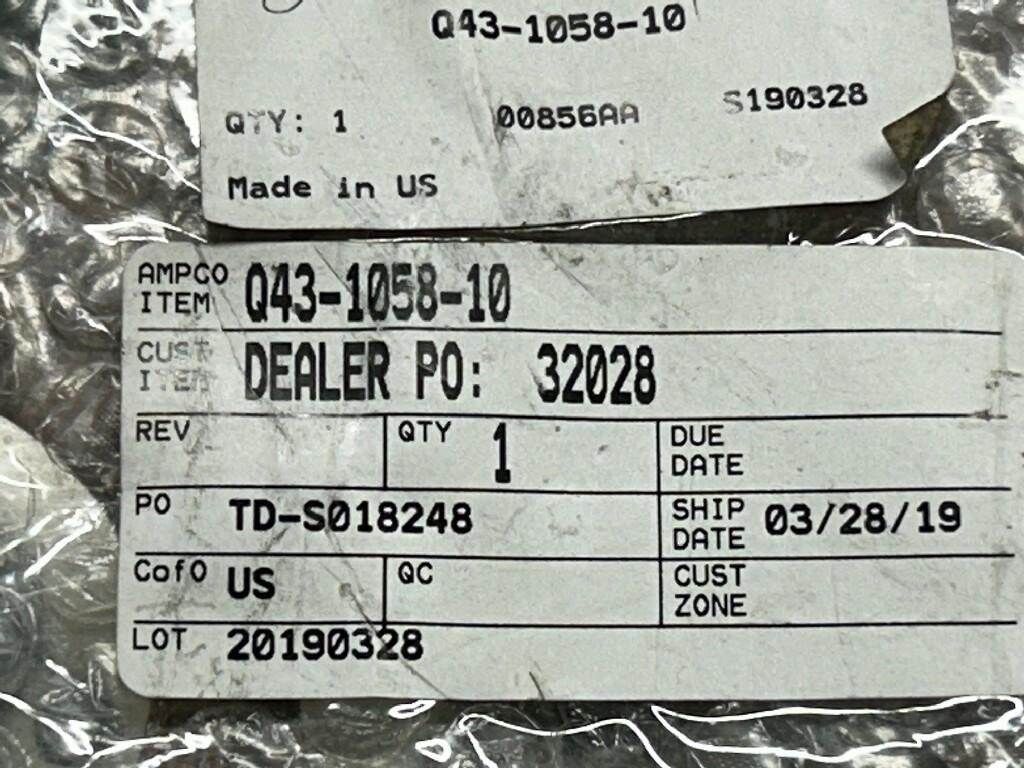 Q43-1058-10
QTY: 1 00856AA S190328
Made in US
AMPCO ITEM Q43-1058-10
CUST ITEM DEALER PO: 32028
REV QTY 1 DUE DATE
PO TD-S018248 SHIP DATE 03/28/19
CofO US QC CUST ZONE
LOT 20190328